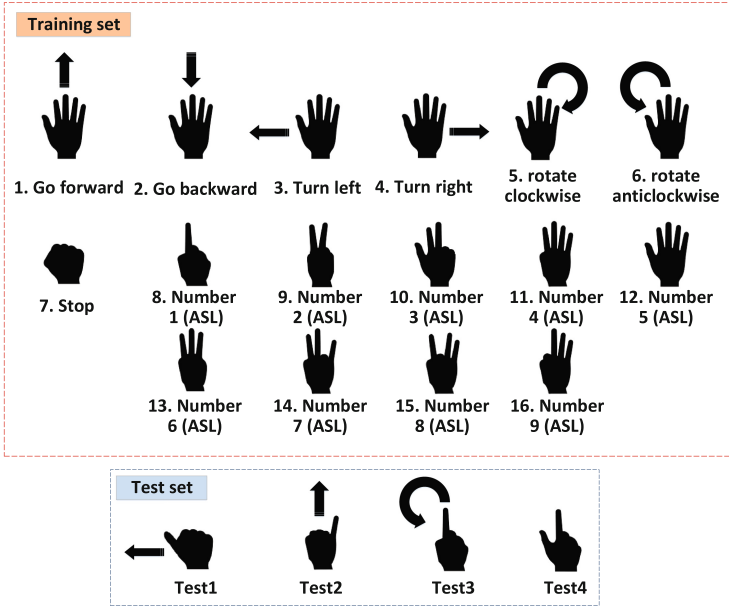 Training set
1. Go forward
2. Go backward
3. Turn left
4. Turn right
5. rotate
clockwise
6. rotate
anticlockwise
7. Stop
8. Number
1 (ASL)
9. Number
2 (ASL)
10. Number
3 (ASL)
11. Number
4 (ASL)
12. Number
5 (ASL)
13. Number
6 (ASL)
14. Number
7 (ASL)
15. Number
8 (ASL)
16. Number
9 (ASL)
Test set
Test1
Test2
Test3
Test4